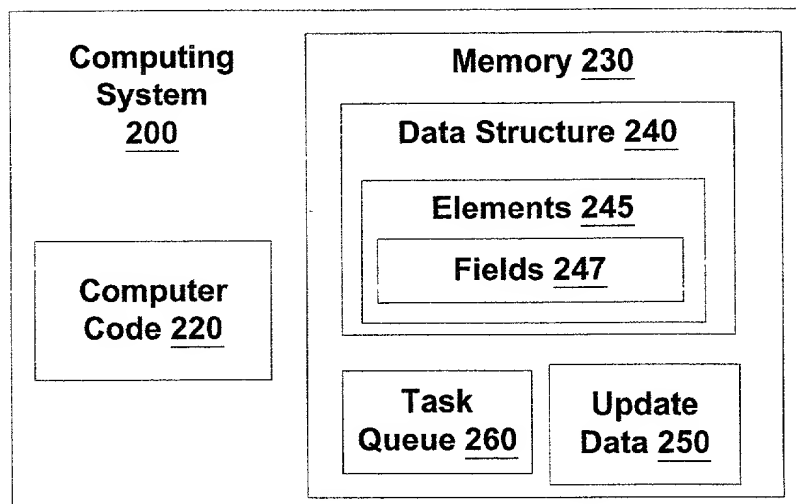 Computing
System
200
Memory 230
Data Structure 240
Elements 245
Fields 247
Computer
Code 220
Task
Queue 260
Update
Data 250